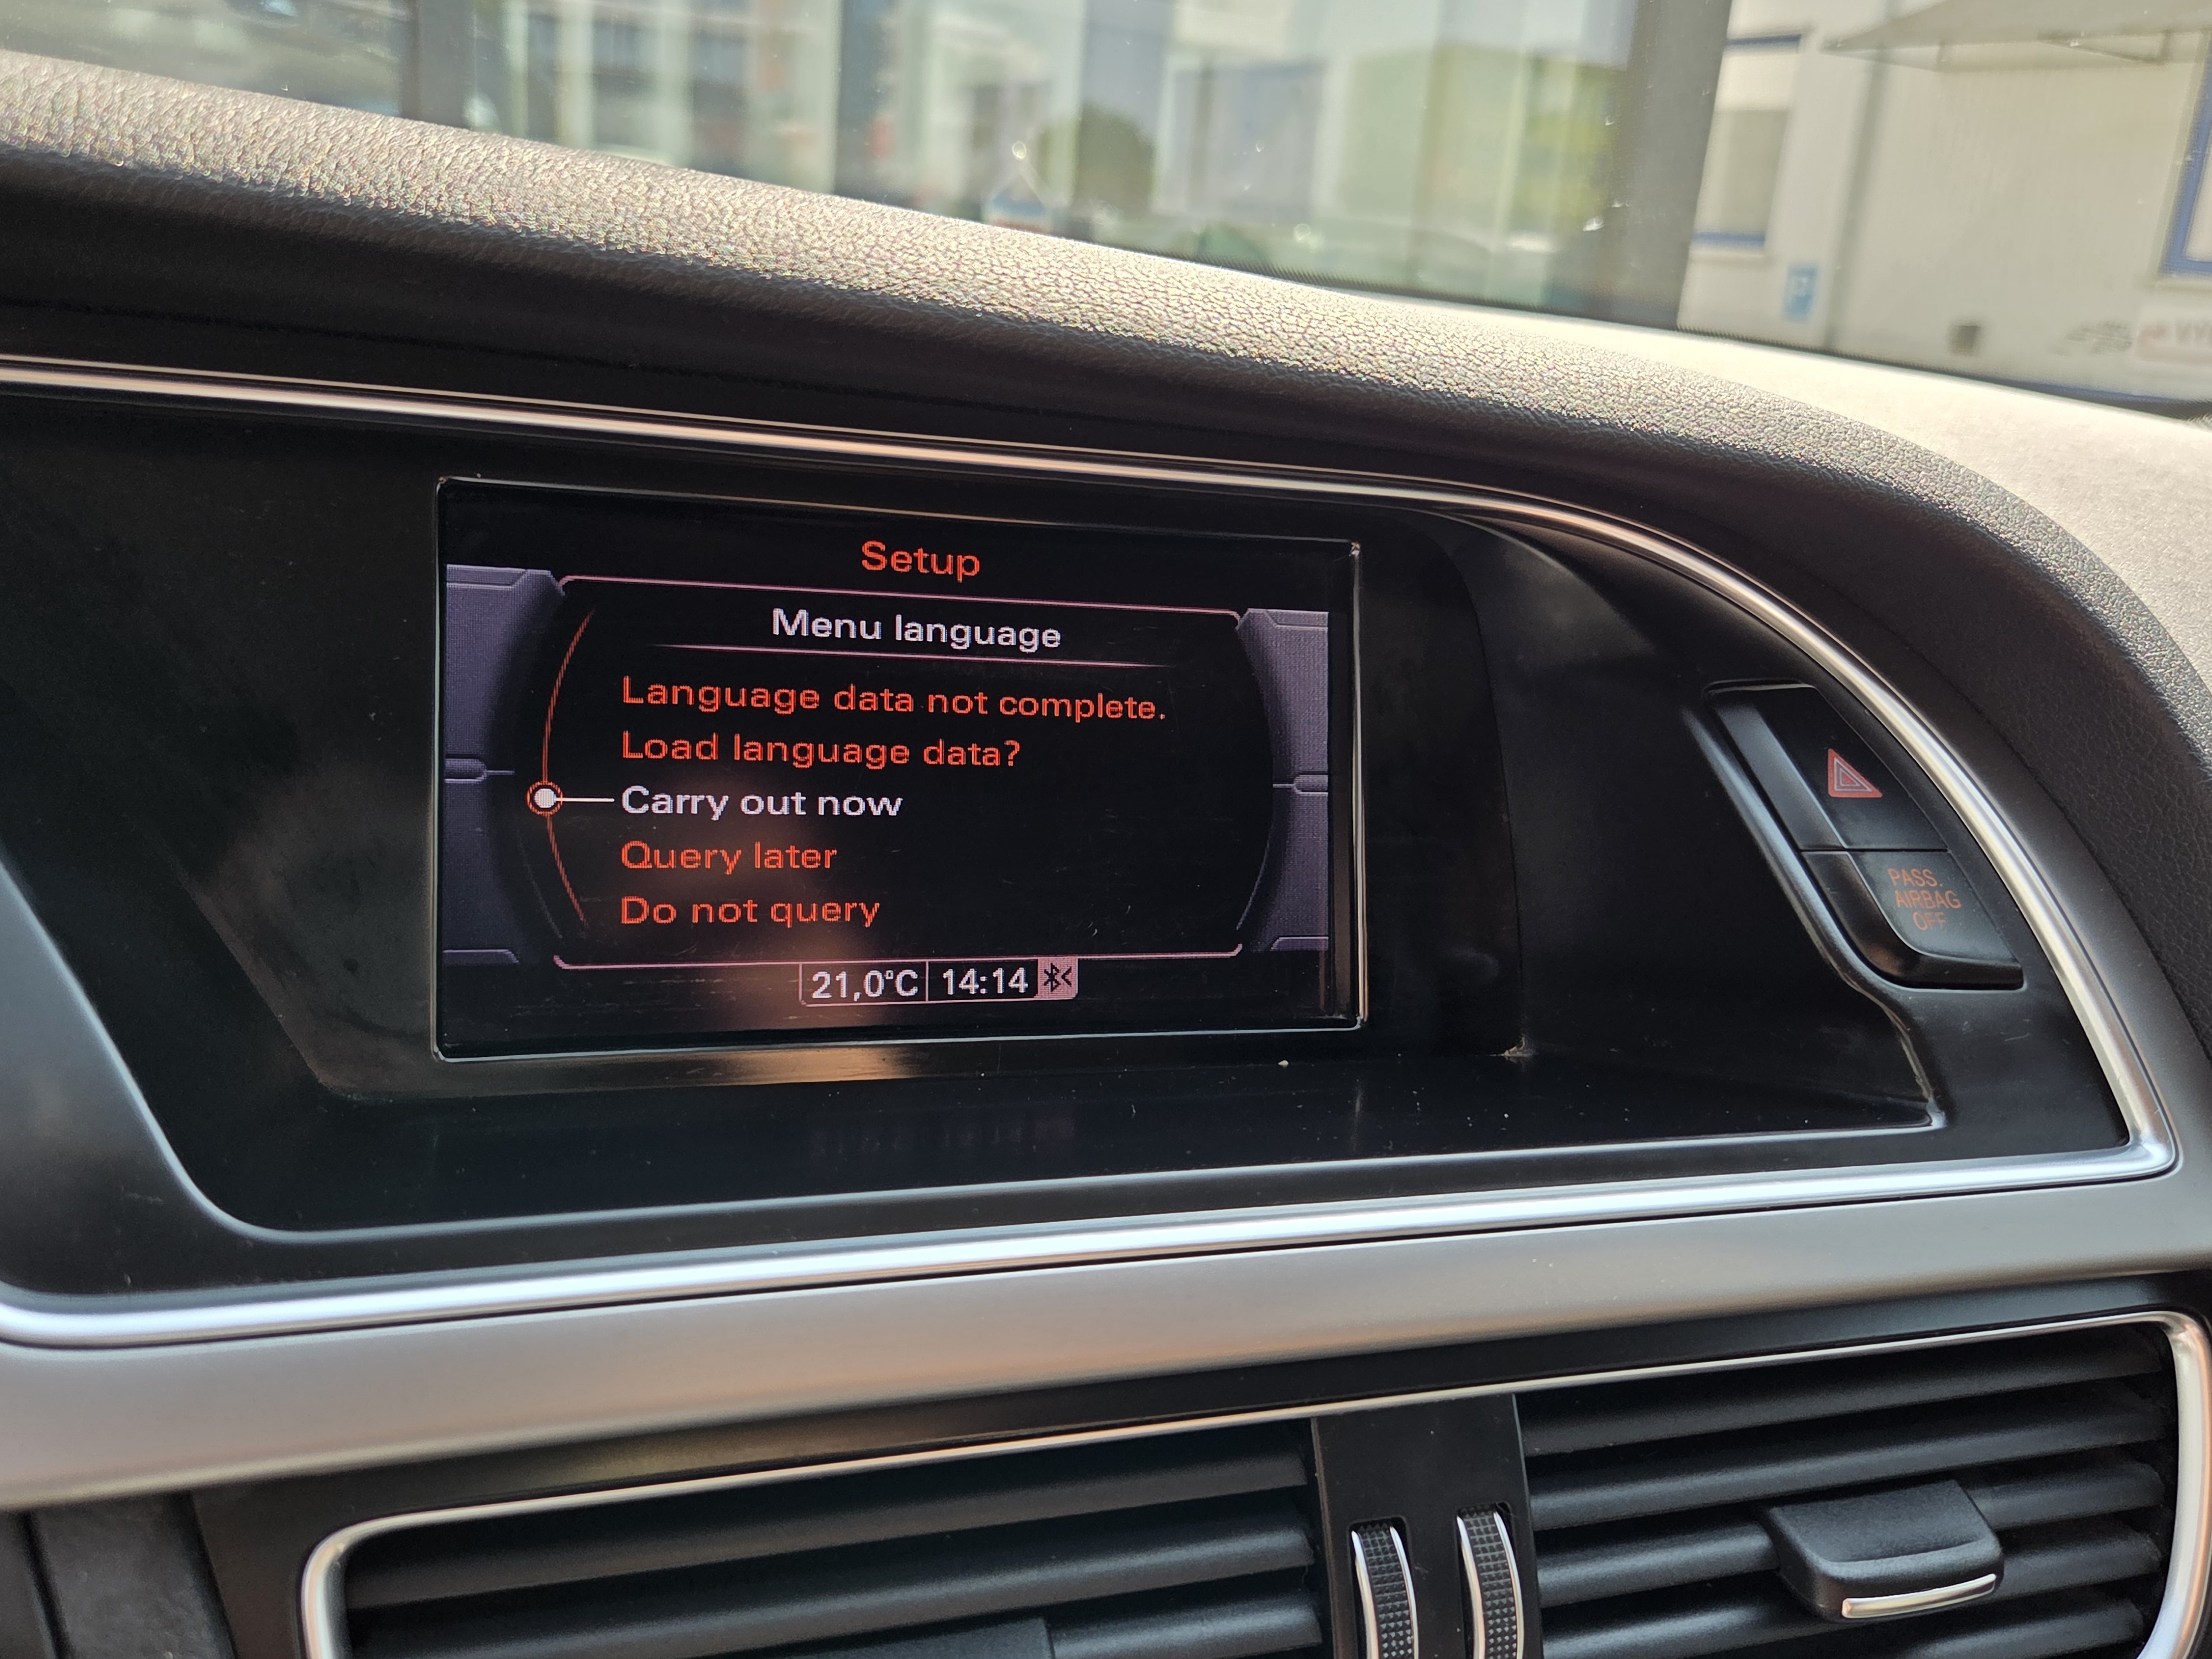 Setup
Menu language
Language data not complete.
Load language data?
Carry out now
Query later
Do not query
21,0°C 14:14
PASS.
AIRBAG
OFF